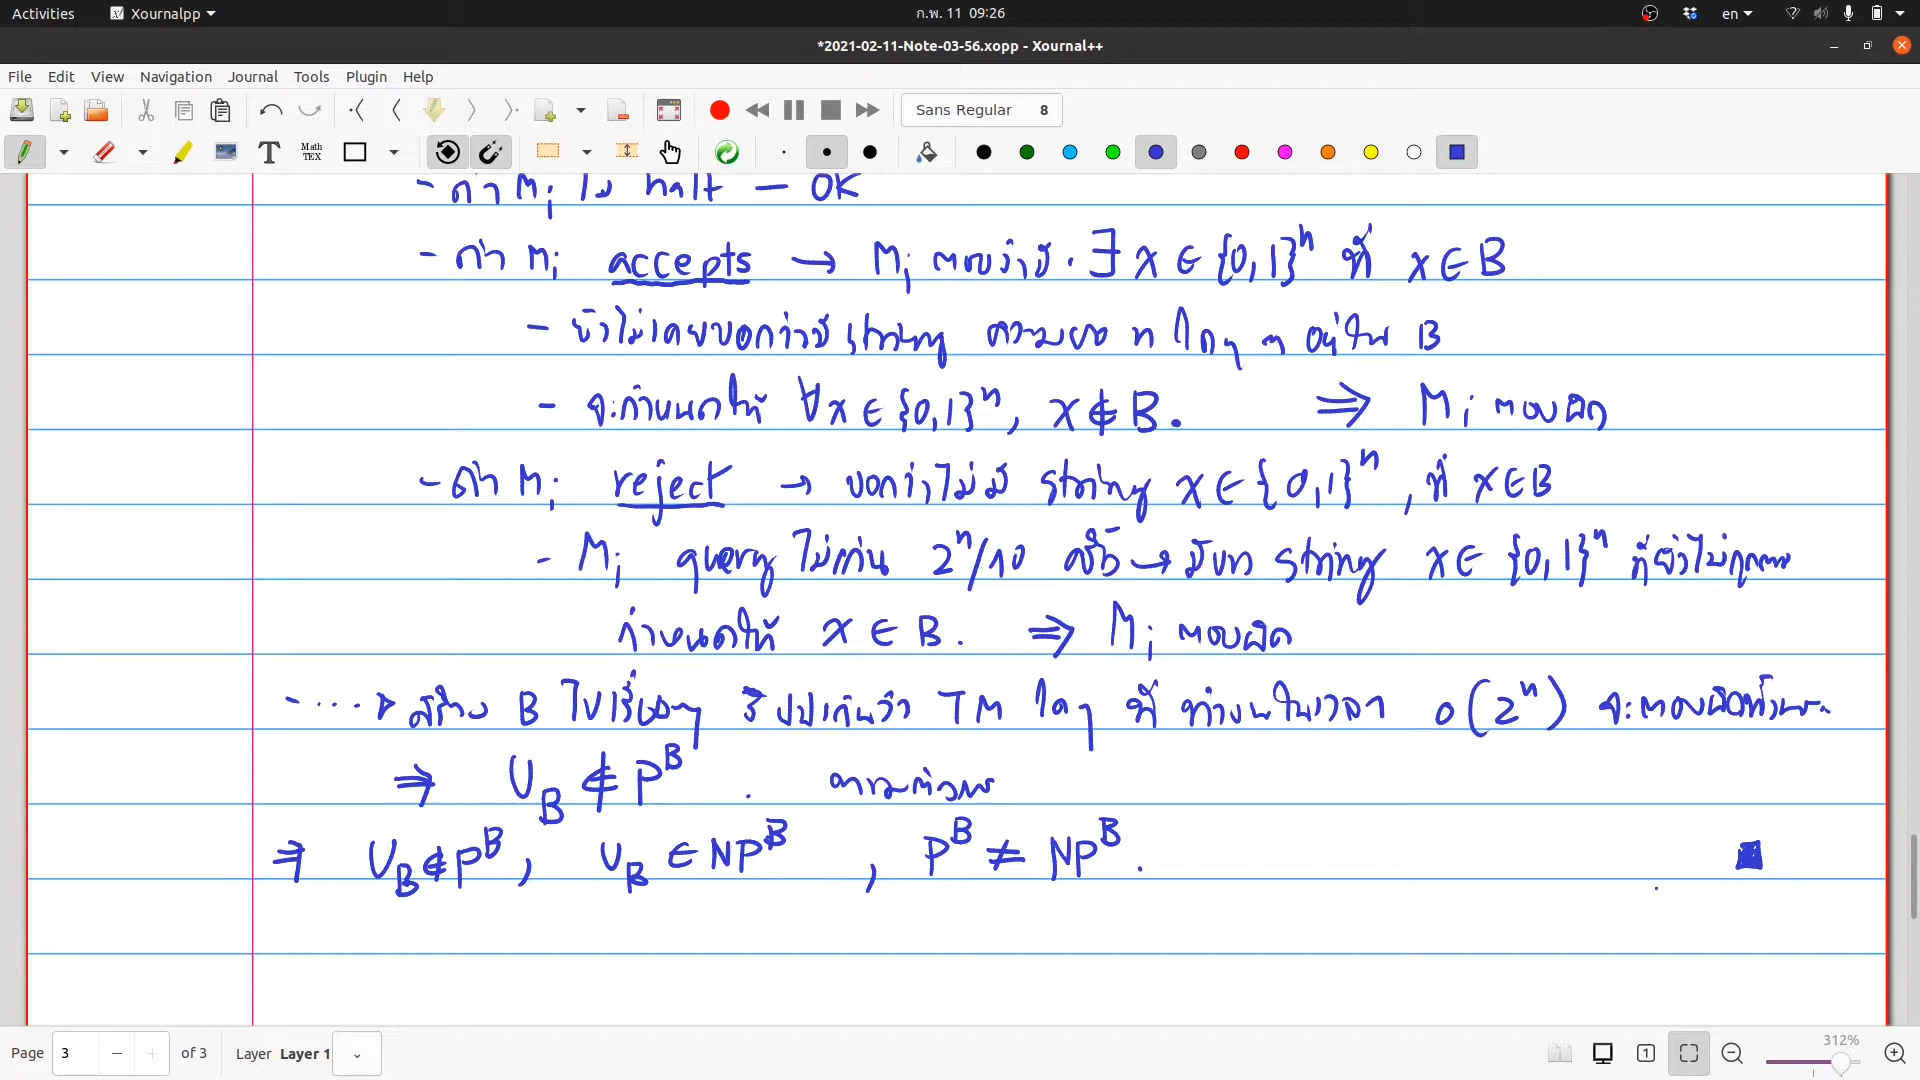 Activities Xournalpp ก.พ. 11 09:26 en
*2021-02-11-Note-03-56.xopp - Xournal++
File Edit View Navigation Journal Tools Plugin Help
Sans Regular 8
T Math TEX
- ถ้า Mi ไม่ halt — OK
- ถ้า Mi accepts → Mi ตอบว่ามี ∃ x ∈ {0,1}^n ที่ x ∈ B
- ยังไม่เคยบอกว่ามี string ความยาว n ใดๆ อยู่ใน B
- จะกำหนดให้ ∀x ∈ {0,1}^n, x ∉ B. ⇒ Mi ตอบผิด
- ถ้า Mi reject → บอกว่าไม่มี string x ∈ {0,1}^n, ที่ x ∈ B
- Mi query ไม่เกิน 2^n/10 ครั้ง → มีบาง string x ∈ {0,1}^n ที่ยังไม่ถูกถาม
กำหนดให้ x ∈ B. ⇒ Mi ตอบผิด
สร้าง B ไปเรื่อยๆ TM ใดๆ ที่ทำงานในเวลา o(2^n) จะตอบผิด
⇒ U_B ∉ P^B . ตามต้องการ
⇒ U_B ∉ P^B, U_B ∈ NP^B , P^B ≠ NP^B.
Page 3 of 3 Layer Layer 1 312%